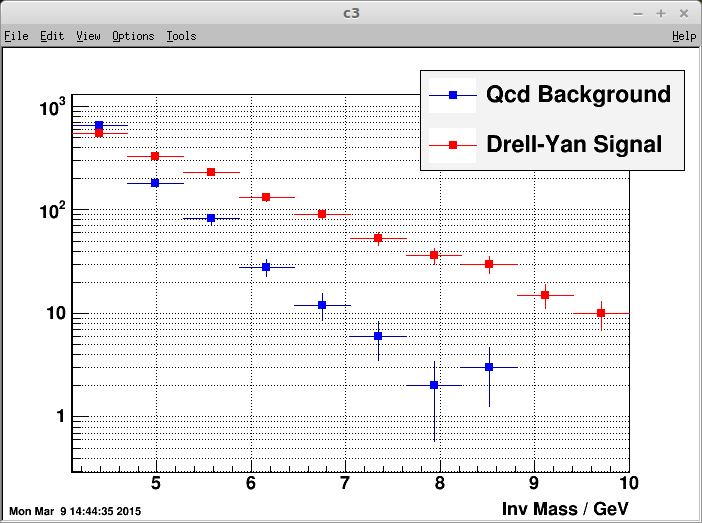 c3
File Edit View Options Tools Help
Qcd Background
Drell-Yan Signal
10³
10²
10
1
5 6 7 8 9 10
Inv Mass / GeV
Mon Mar 9 14:44:35 2015